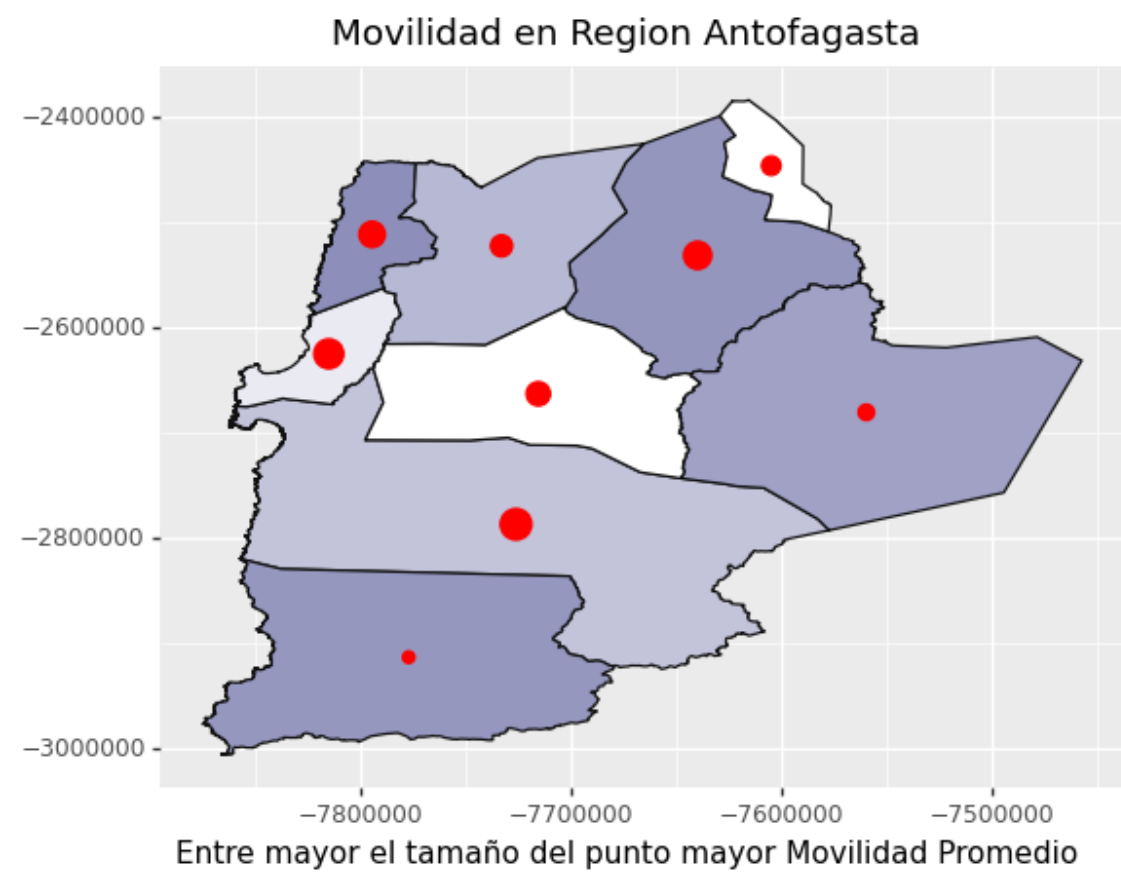 Movilidad en Region Antofagasta
−2400000
−2600000
−2800000
−3000000
−7800000 −7700000 −7600000 −7500000
Entre mayor el tamaño del punto mayor Movilidad Promedio